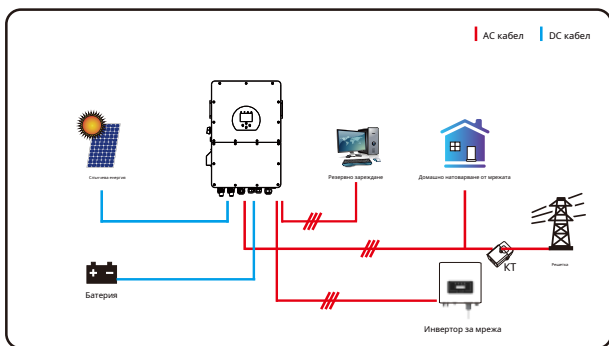 AC кабел
DC кабел
Слънчева енергия
Резервно зареждане
Домашно натоварване от мрежата
КТ
Решетка
Батерия
Инвертор за мрежа